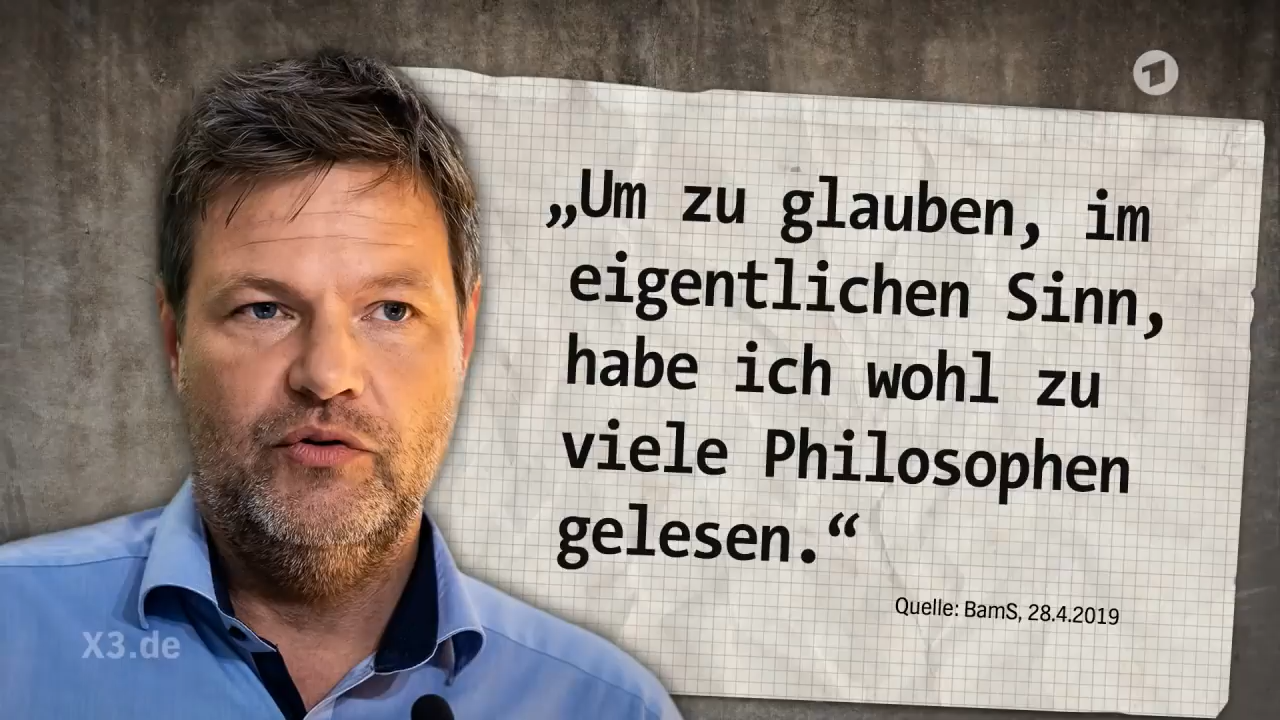 „Um zu glauben, im
eigentlichen Sinn,
habe ich wohl zu
viele Philosophen
gelesen.“
Quelle: BamS, 28.4.2019
X3.de